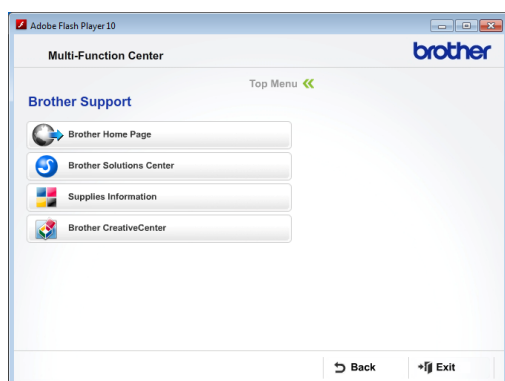 Adobe Flash Player 10
Multi-Function Center
brother
Top Menu
Brother Support
Brother Home Page
Brother Solutions Center
Supplies Information
Brother CreativeCenter
Back
Exit